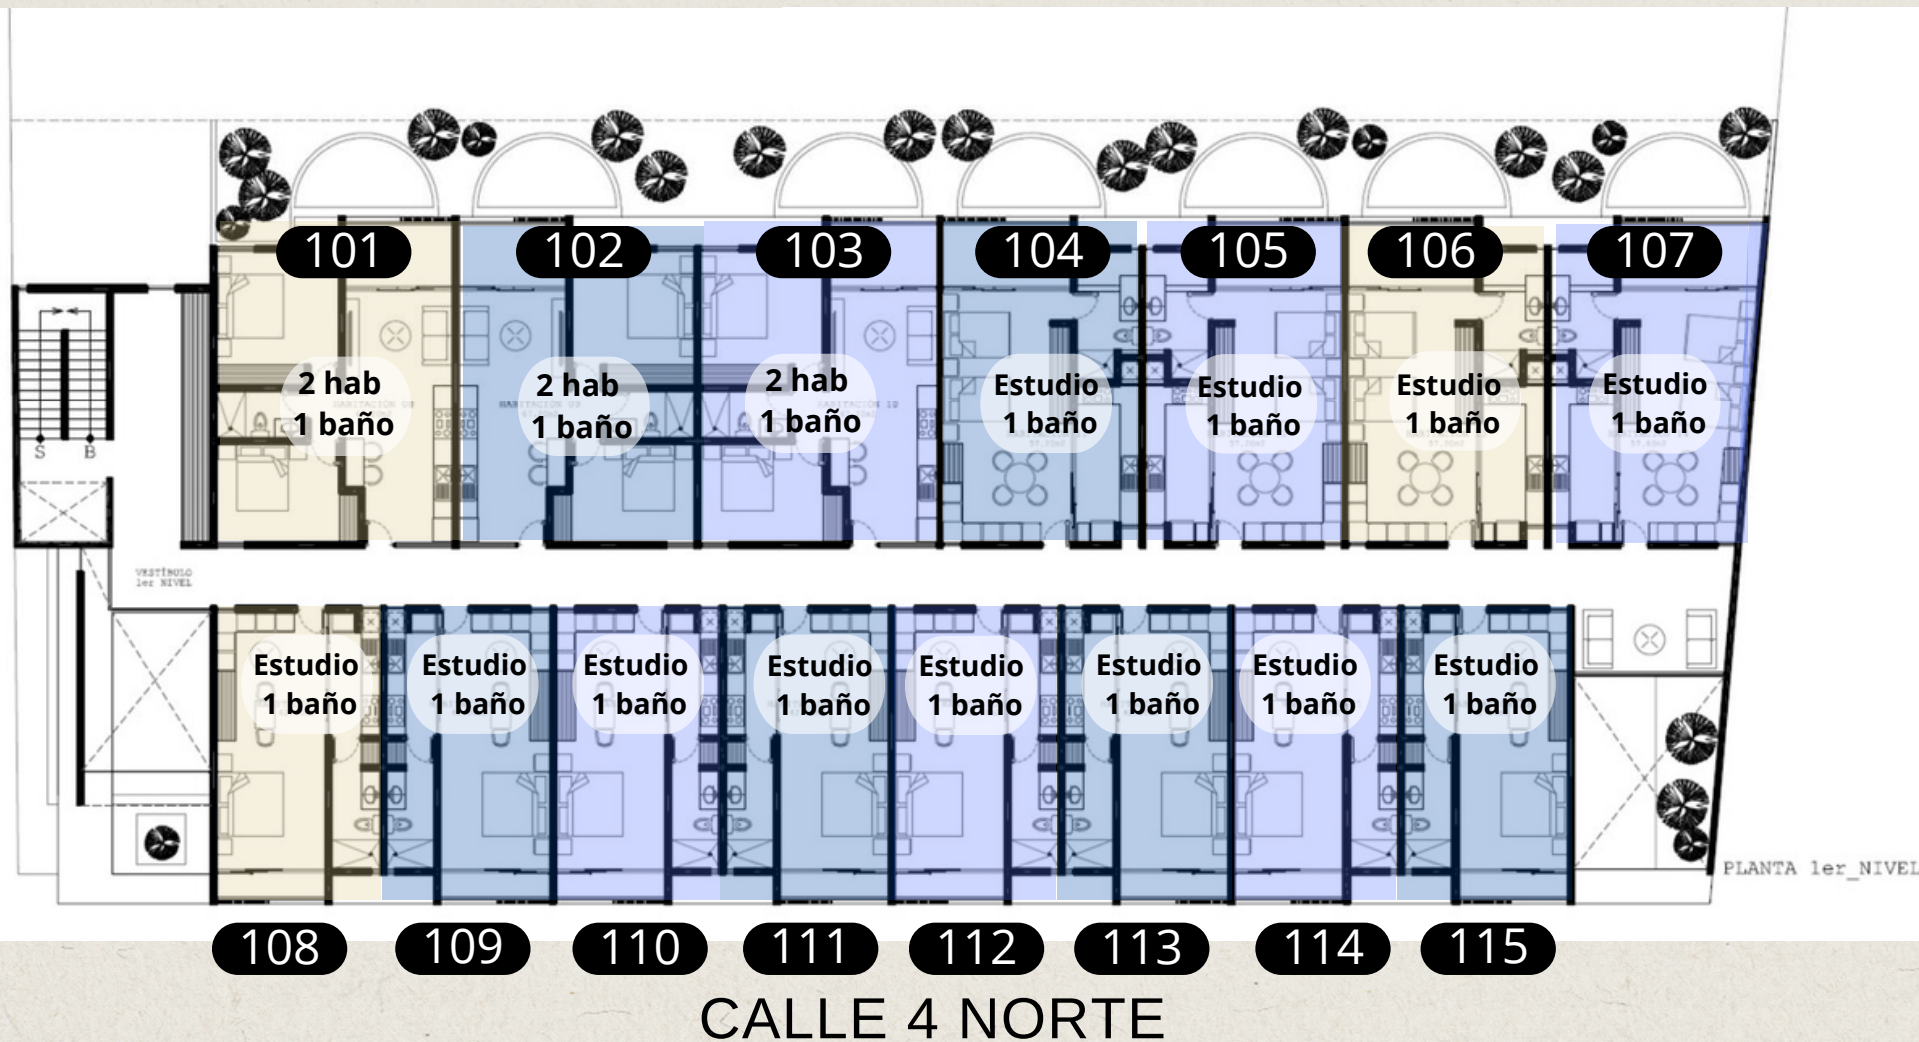 101
102
103
104
105
106
107
2 hab
1 baño
2 hab
1 baño
2 hab
1 baño
Estudio
1 baño
Estudio
1 baño
Estudio
1 baño
Estudio
1 baño
S
B
VESTÍBULO
1er NIVEL
Estudio
1 baño
Estudio
1 baño
Estudio
1 baño
Estudio
1 baño
Estudio
1 baño
Estudio
1 baño
Estudio
1 baño
Estudio
1 baño
PLANTA 1er_NIVEL
108
109
110
111
112
113
114
115
CALLE 4 NORTE